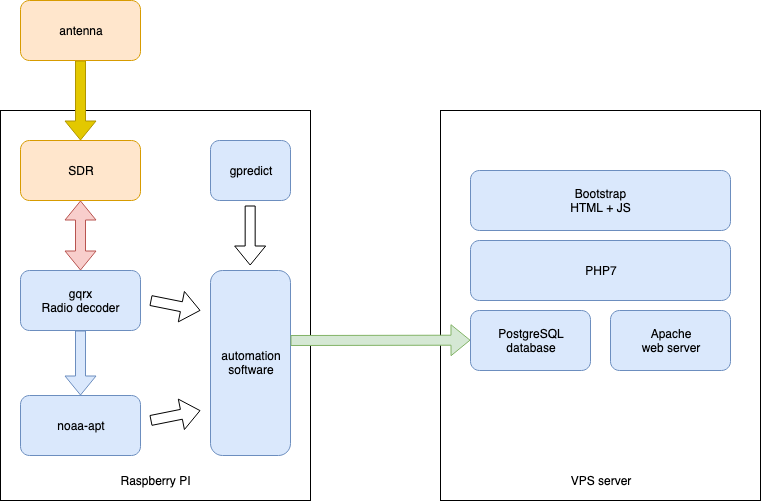 antenna
SDR
gpredict
gqrx
Radio decoder
automation
software
noaa-apt
Raspberry PI
Bootstrap
HTML + JS
PHP7
PostgreSQL
database
Apache
web server
VPS server